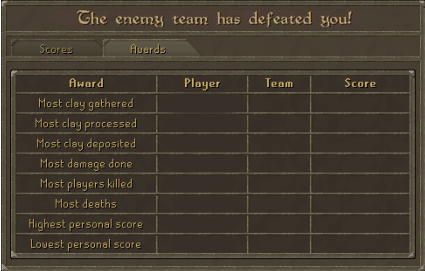 The enemy team has defeated you!
Scores Awards
Award Player Team Score
Most clay gathered
Most clay processed
Most clay deposited
Most damage done
Most players killed
Most deaths
Highest personal score
Lowest personal score